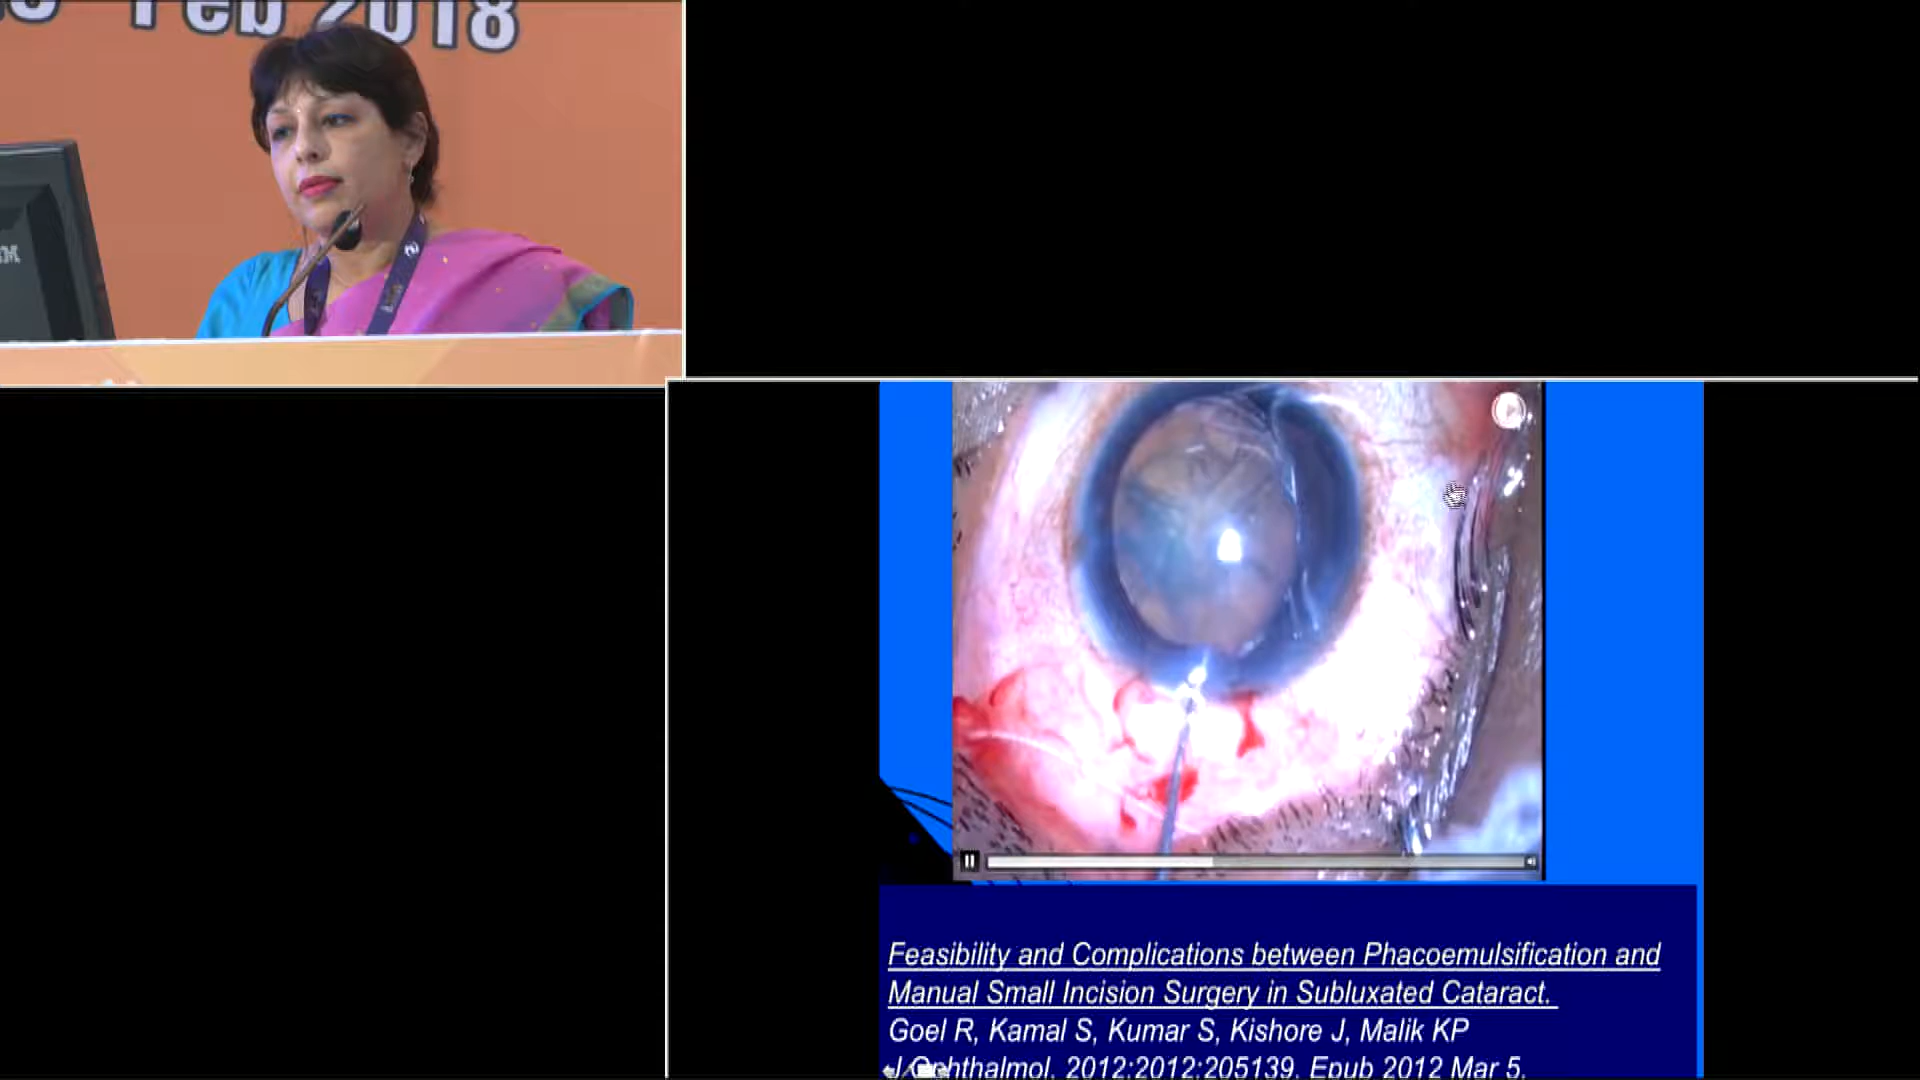 Feb 2018
Feasibility and Complications between Phacoemulsification and
Manual Small Incision Surgery in Subluxated Cataract.
Goel R, Kamal S, Kumar S, Kishore J, Malik KP
J Ophthalmol. 2012;2012:205139. Epub 2012 Mar 5.